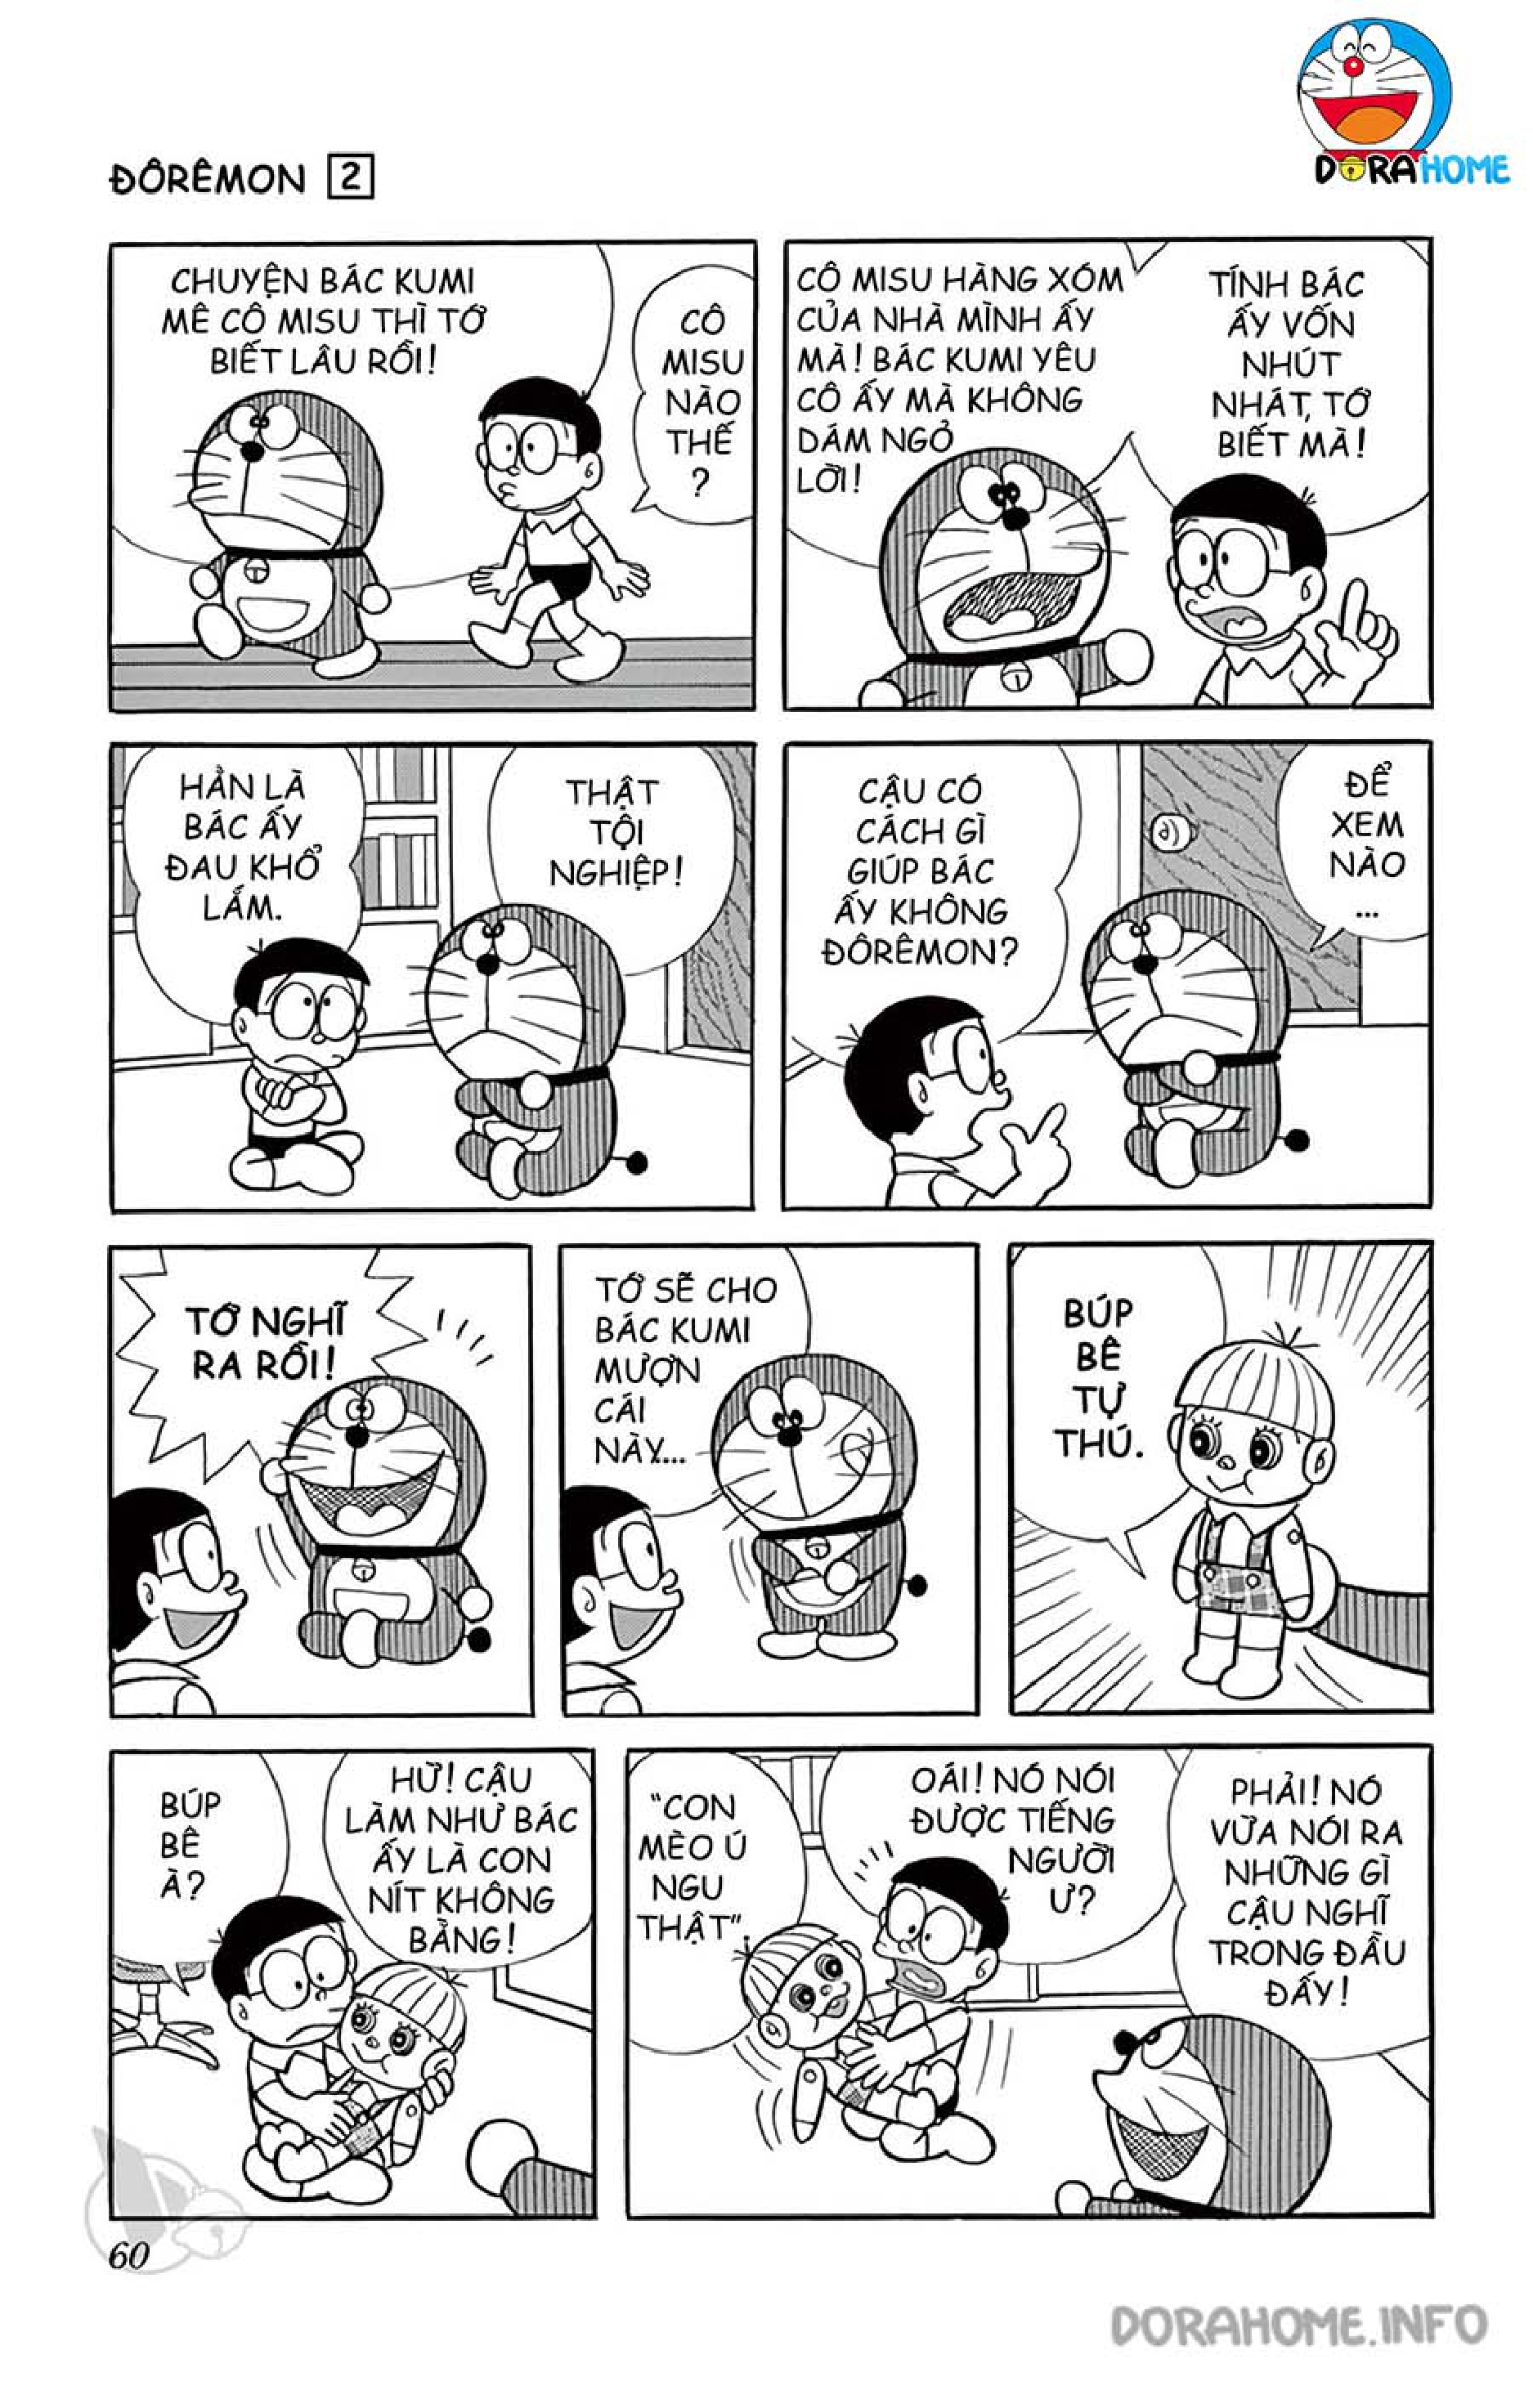 DORAHOME
ĐÔRÊMON 2
CHUYỆN BÁC KUMI
MÊ CÔ MISU THÌ TỚ
BIẾT LÂU RỒI!
CÔ
MISU
NÀO
THẾ
?
CÔ MISU HÀNG XÓM
CỦA NHÀ MÌNH ẤY
MÀ! BÁC KUMI YÊU
CÔ ẤY MÀ KHÔNG
DÁM NGỎ
LỜI!
TÍNH BÁC
ẤY VỐN
NHÚT
NHÁT, TỚ
BIẾT MÀ!
HẲN LÀ
BÁC ẤY
ĐAU KHỔ
LẮM.
THẬT
TỘI
NGHIỆP!
CẬU CÓ
CÁCH GÌ
GIÚP BÁC
ẤY KHÔNG
ĐÔRÊMON?
ĐỂ
XEM
NÀO
...
TỚ NGHĨ
RA RỒI!
TỚ SẼ CHO
BÁC KUMI
MƯỢN
CÁI
NÀY....
BÚP
BÊ
TỰ
THÚ.
BÚP
BÊ
À?
HỪ! CẬU
LÀM NHƯ BÁC
ẤY LÀ CON
NÍT KHÔNG
BẰNG!
"CON
MÈO Ú
NGU
THẬT"
OÁI! NÓ NÓI
ĐƯỢC TIẾNG
NGƯỜI
Ư?
PHẢI! NÓ
VỪA NÓI RA
NHỮNG GÌ
CẬU NGHĨ
TRONG ĐẦU
ĐẤY!
60
DORAHOME.INFO